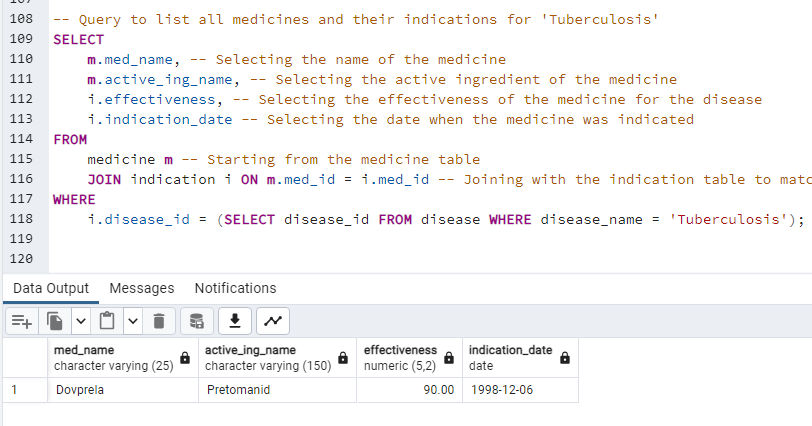 108 -- Query to list all medicines and their indications for 'Tuberculosis'
109 SELECT
110 m.med_name, -- Selecting the name of the medicine
111 m.active_ing_name, -- Selecting the active ingredient of the medicine
112 i.effectiveness, -- Selecting the effectiveness of the medicine for the disease
113 i.indication_date -- Selecting the date when the medicine was indicated
114 FROM
115 medicine m -- Starting from the medicine table
116 JOIN indication i ON m.med_id = i.med_id -- Joining with the indication table to matc
117 WHERE
118 i.disease_id = (SELECT disease_id FROM disease WHERE disease_name = 'Tuberculosis');
119
120
Data Output Messages Notifications
med_name active_ing_name effectiveness indication_date
character varying (25) character varying (150) numeric (5,2) date
1 Dovprela Pretomanid 90.00 1998-12-06